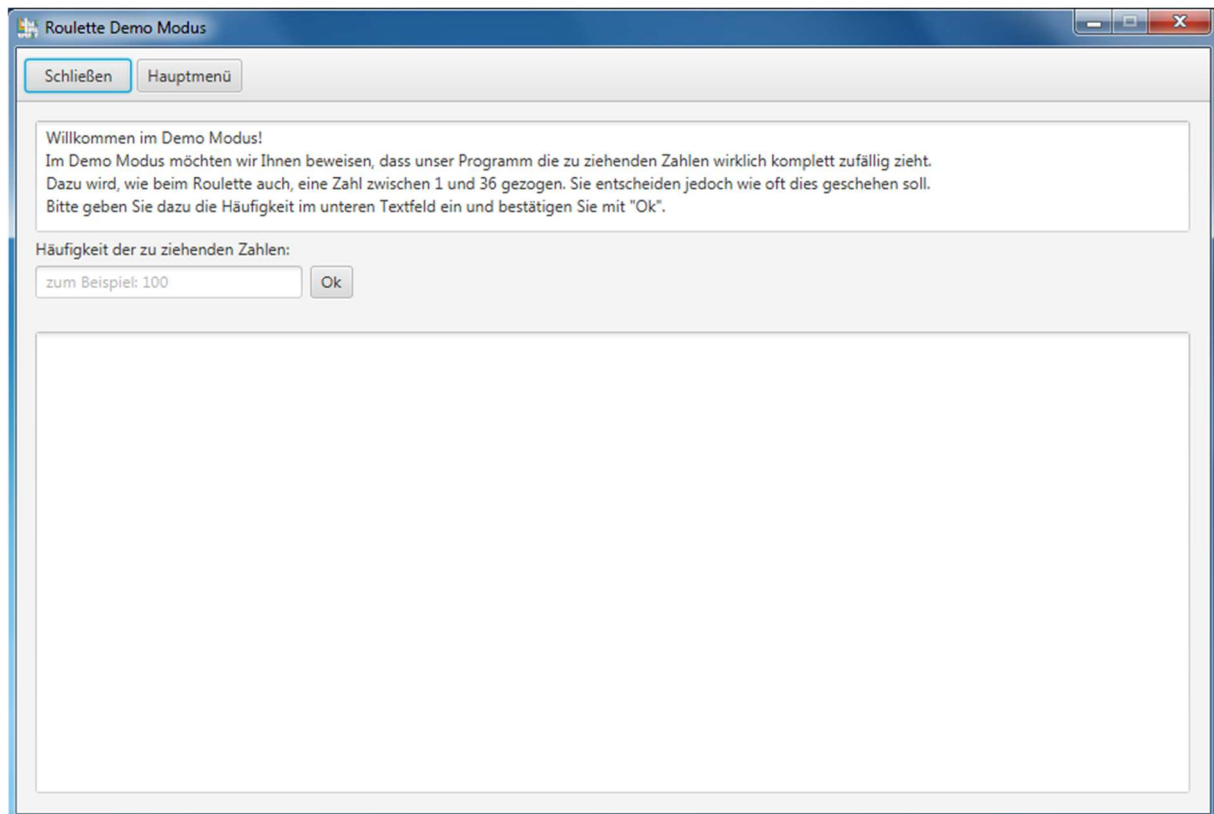 Roulette Demo Modus
Schließen Hauptmenü
Willkommen im Demo Modus!
Im Demo Modus möchten wir Ihnen beweisen, dass unser Programm die zu ziehenden Zahlen wirklich komplett zufällig zieht.
Dazu wird, wie beim Roulette auch, eine Zahl zwischen 1 und 36 gezogen. Sie entscheiden jedoch wie oft dies geschehen soll.
Bitte geben Sie dazu die Häufigkeit im unteren Textfeld ein und bestätigen Sie mit "Ok".
Häufigkeit der zu ziehenden Zahlen:
zum Beispiel: 100 Ok